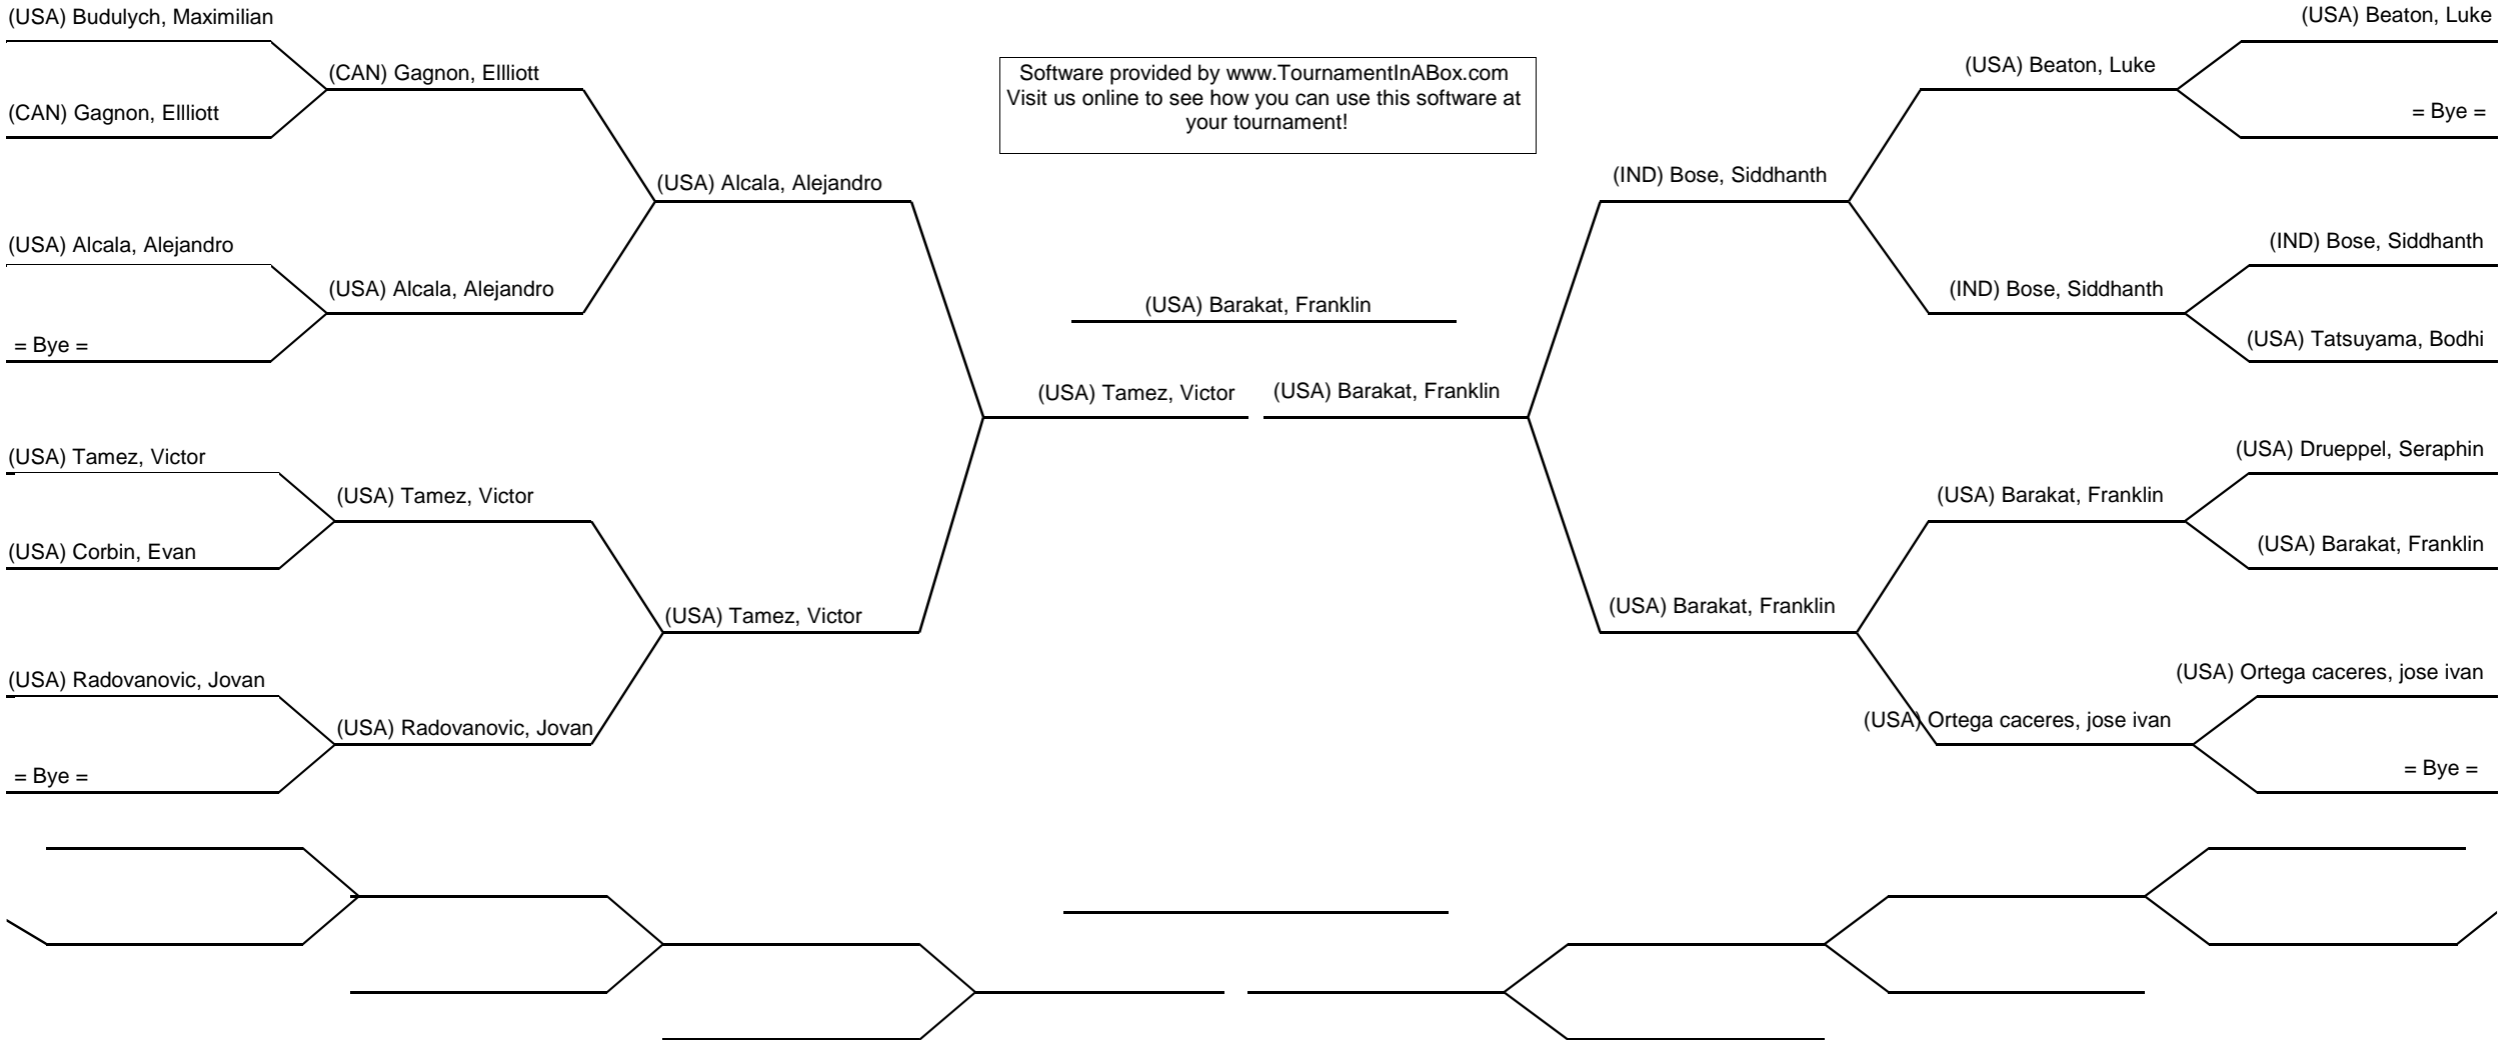 (USA) Budulych, Maximilian
(CAN) Gagnon, Ellliott
(CAN) Gagnon, Ellliott
(USA) Alcala, Alejandro
(USA) Alcala, Alejandro
(USA) Alcala, Alejandro
= Bye =
(USA) Tamez, Victor
(USA) Tamez, Victor
(USA) Corbin, Evan
(USA) Tamez, Victor
(USA) Radovanovic, Jovan
(USA) Radovanovic, Jovan
= Bye =
Software provided by www.TournamentInABox.com
Visit us online to see how you can use this software at
your tournament!
(USA) Barakat, Franklin
(USA) Tamez, Victor
(USA) Barakat, Franklin
(USA) Beaton, Luke
(USA) Beaton, Luke
= Bye =
(IND) Bose, Siddhanth
(IND) Bose, Siddhanth
(IND) Bose, Siddhanth
(USA) Tatsuyama, Bodhi
(USA) Drueppel, Seraphin
(USA) Barakat, Franklin
(USA) Barakat, Franklin
(USA) Barakat, Franklin
(USA) Ortega caceres, jose ivan
(USA) Ortega caceres, jose ivan
= Bye =